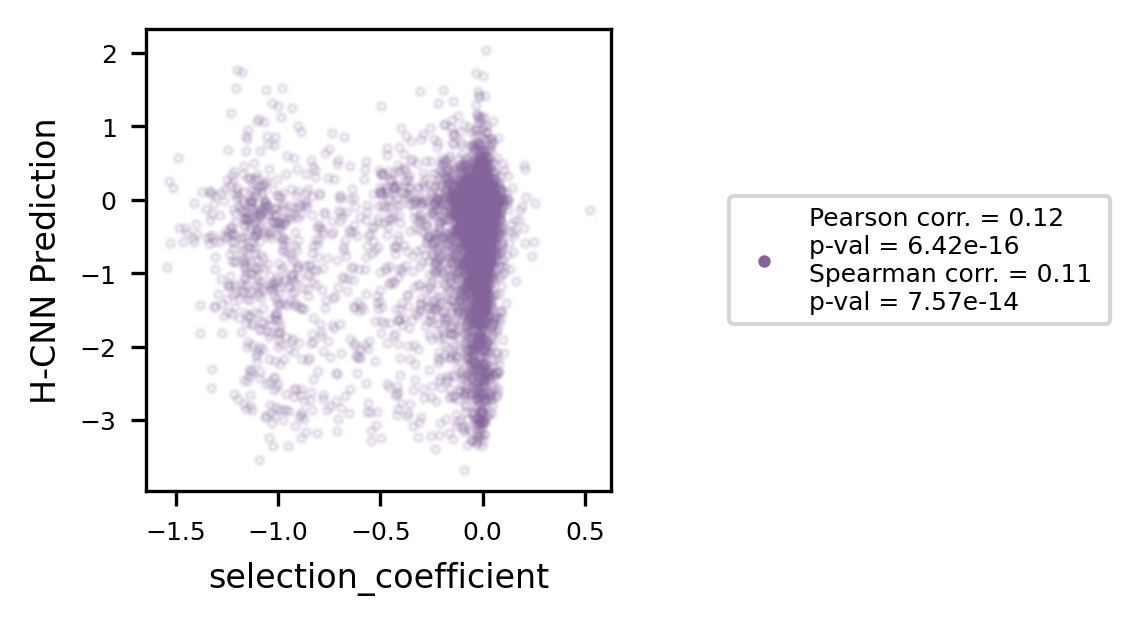 2
1
0
−1
−2
−3
H-CNN Prediction
−1.5 −1.0 −0.5 0.0 0.5
selection_coefficient
Pearson corr. = 0.12
p-val = 6.42e-16
Spearman corr. = 0.11
p-val = 7.57e-14